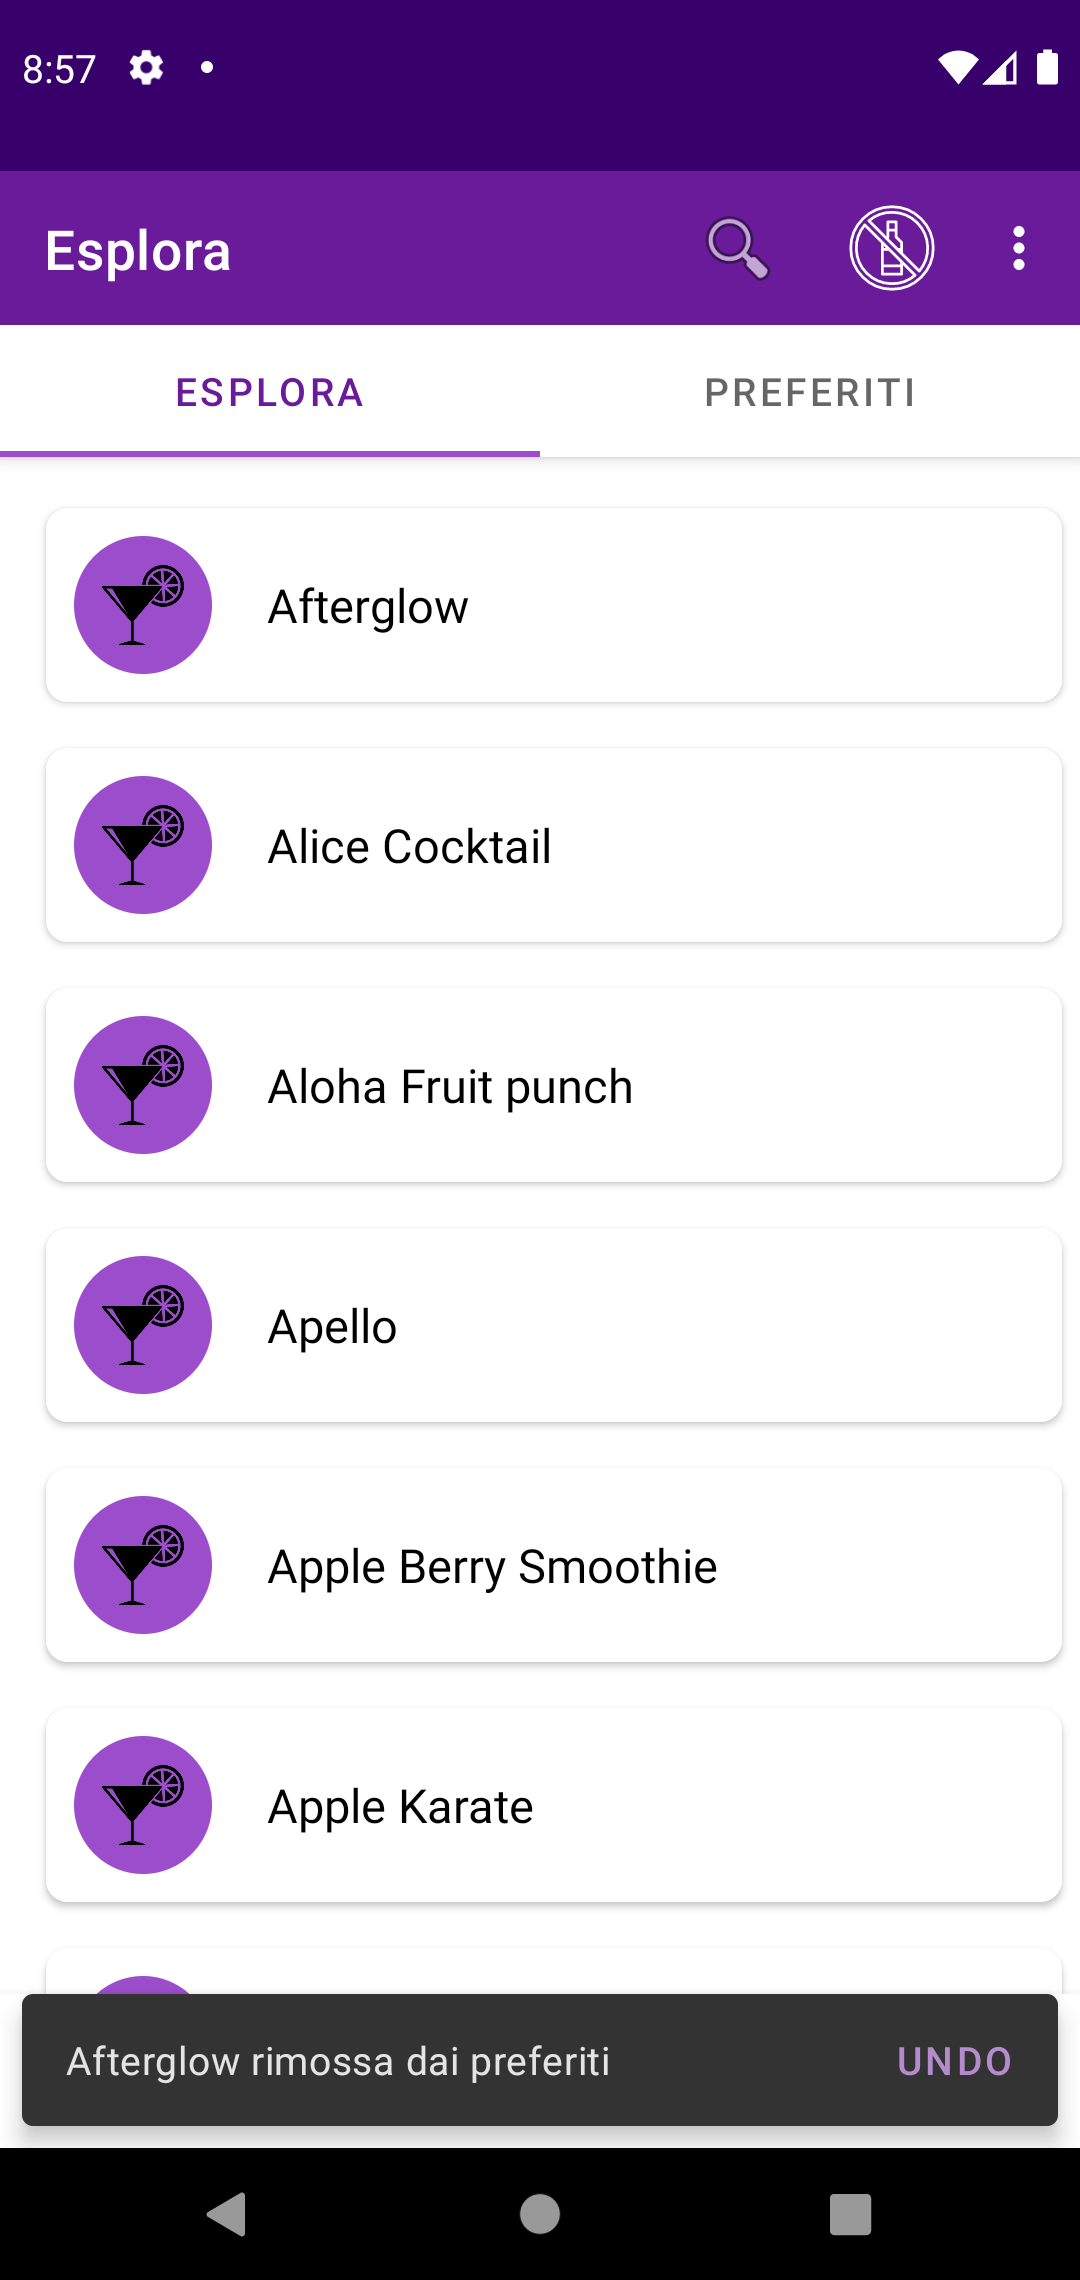 8:57
Esplora
ESPLORA
PREFERITI
Afterglow
Alice Cocktail
Aloha Fruit punch
Apello
Apple Berry Smoothie
Apple Karate
Afterglow rimossa dai preferiti
UNDO